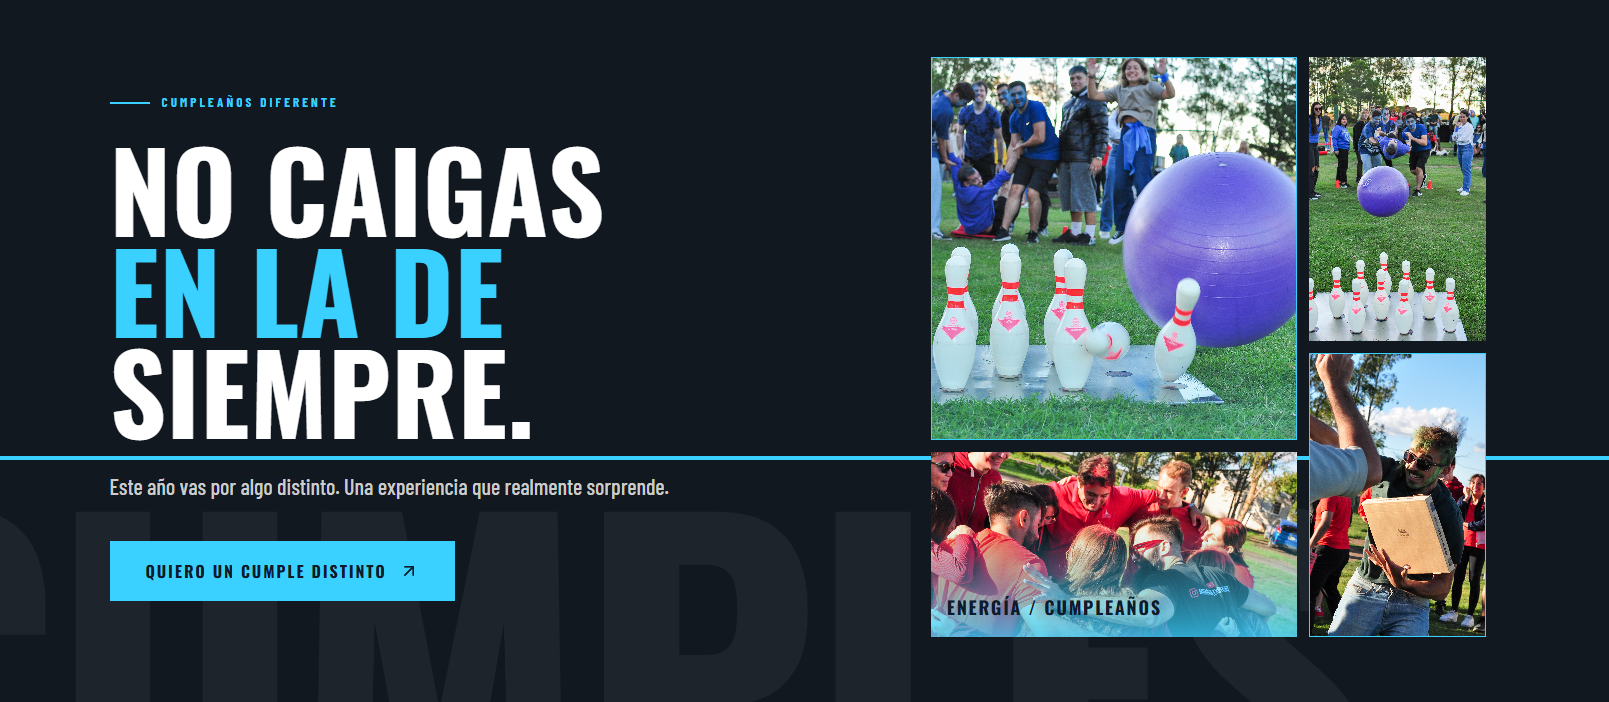 CUMPLEAÑOS DIFERENTE
NO CAIGAS
EN LA DE
SIEMPRE.
Este año vas por algo distinto. Una experiencia que realmente sorprende.
QUIERO UN CUMPLE DISTINTO
ENERGÍA / CUMPLEAÑOS
CUMPLES